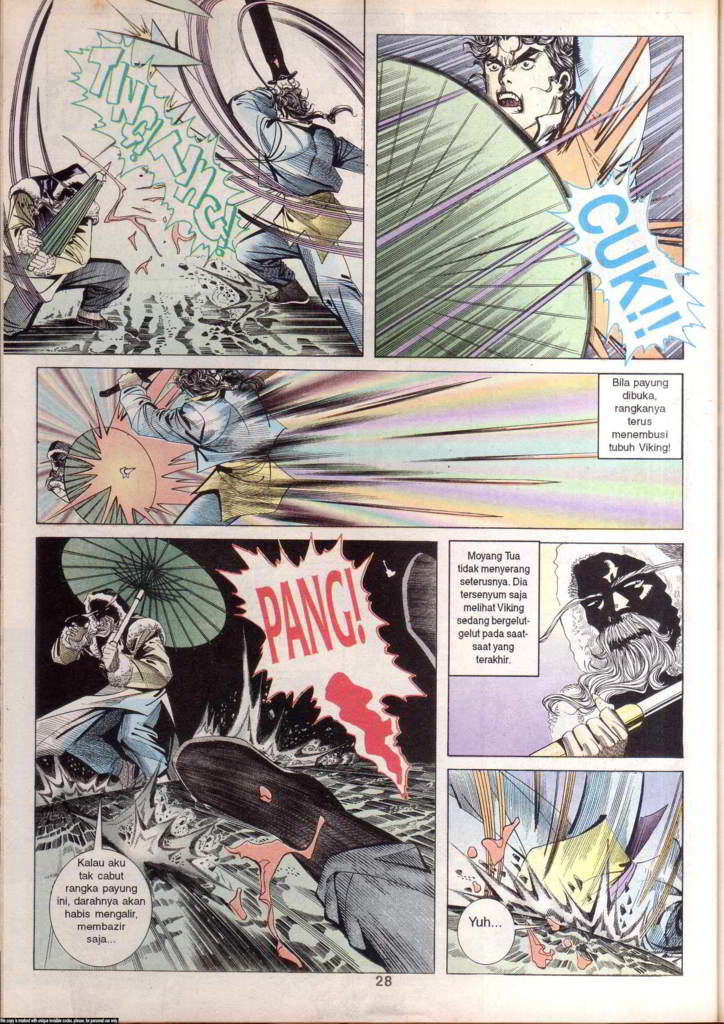 TING!
TING!
CUK!!
Bila payung
dibuka,
rangkanya
terus
menembusi
tubuh Viking!
PANG!
Moyang Tua
tidak menyerang
seterusnya. Dia
tersenyum saja
melihat Viking
sedang bergelut-
gelut pada saat-
saat yang
terakhir.
Kalau aku
tak cabut
rangka payung
ini, darahnya akan
habis mengalir,
membazir
saja...
Yuh...
28